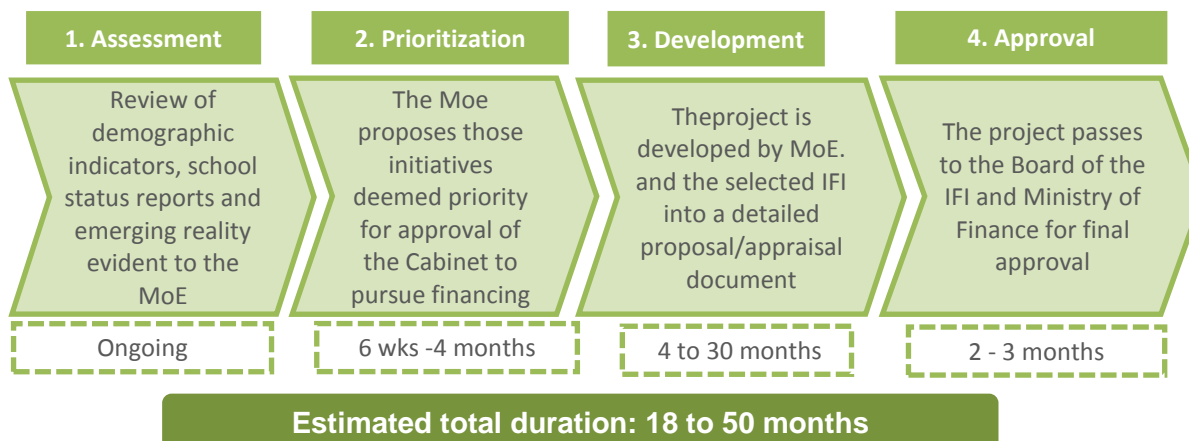 1. Assessment
Review of
demographic
indicators, school
status reports and
emerging reality
evident to the
MoE
Ongoing
2. Prioritization
The Moe
proposes those
initiatives
deemed priority
for approval of
the Cabinet to
pursue financing
6 wks -4 months
3. Development
Theproject is
developed by MoE.
and the selected IFI
into a detailed
proposal/appraisal
document
4 to 30 months
4. Approval
The project passes
to the Board of the
IFI and Ministry of
Finance for final
approval
2 - 3 months
Estimated total duration: 18 to 50 months